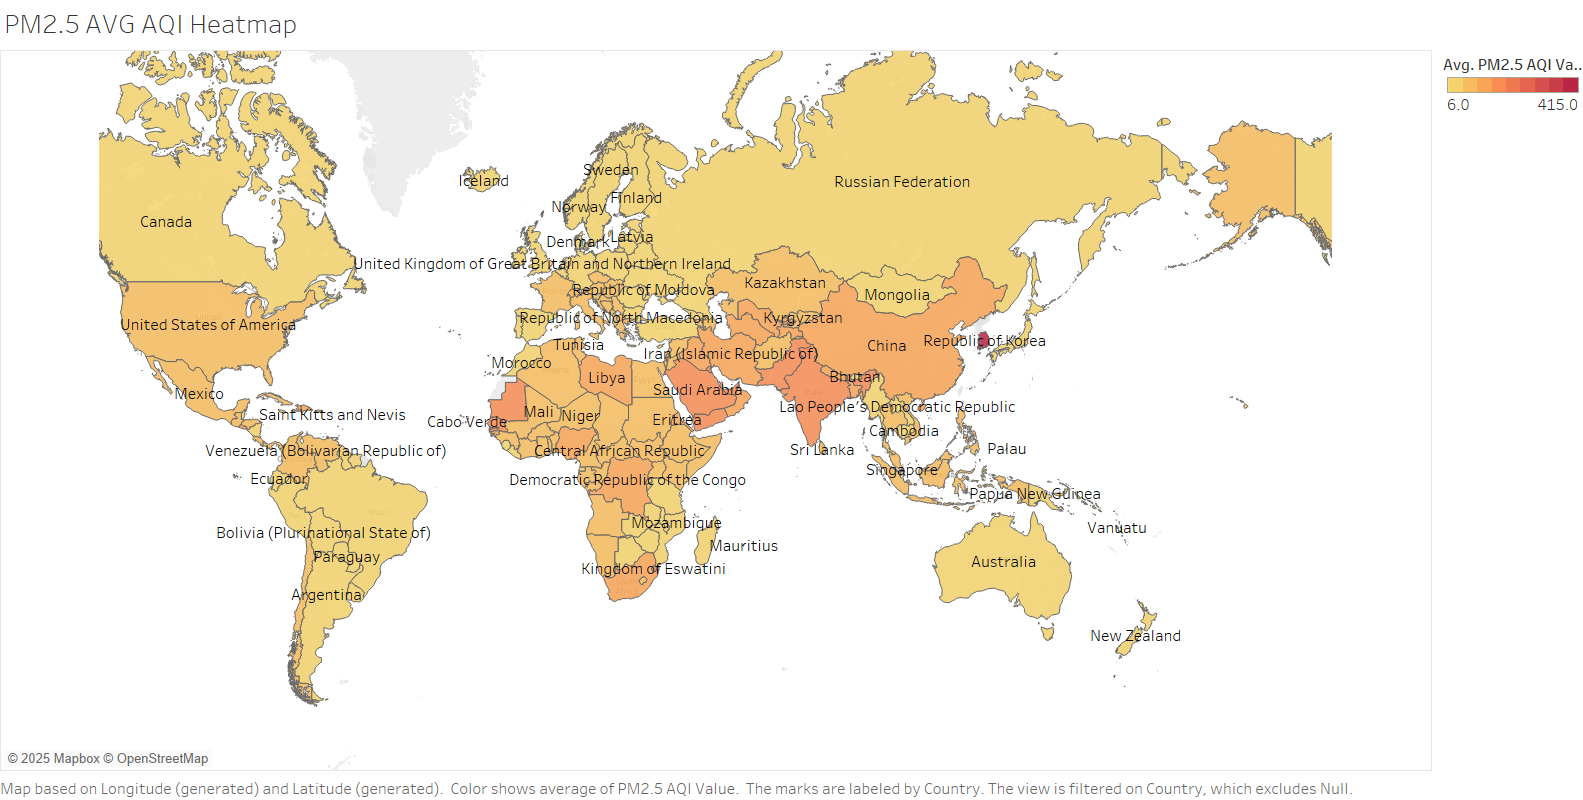 PM2.5 AVG AQI Heatmap
Avg. PM2.5 AQI Va..
6.0 415.0
Iceland
Sweden
Finland
Norway
Russian Federation
Canada
Denmark
Latvia
United Kingdom of Great Britain and Northern Ireland
Republic of Moldova
Kazakhstan
Mongolia
United States of America
Republic of North Macedonia
Kyrgyzstan
Tunisia
Iran (Islamic Republic of)
China
Republic of Korea
Morocco
Libya
Saudi Arabia
Bhutan
Mexico
Saint Kitts and Nevis
Cabo Verde
Mali
Niger
Eritrea
Lao People's Democratic Republic
Cambodia
Venezuela (Bolivarian Republic of)
Central African Republic
Sri Lanka
Palau
Ecuador
Democratic Republic of the Congo
Singapore
Papua New Guinea
Bolivia (Plurinational State of)
Mozambique
Vanuatu
Paraguay
Mauritius
Kingdom of Eswatini
Australia
Argentina
New Zealand
© 2025 Mapbox © OpenStreetMap
Map based on Longitude (generated) and Latitude (generated). Color shows average of PM2.5 AQI Value. The marks are labeled by Country. The view is filtered on Country, which excludes Null.